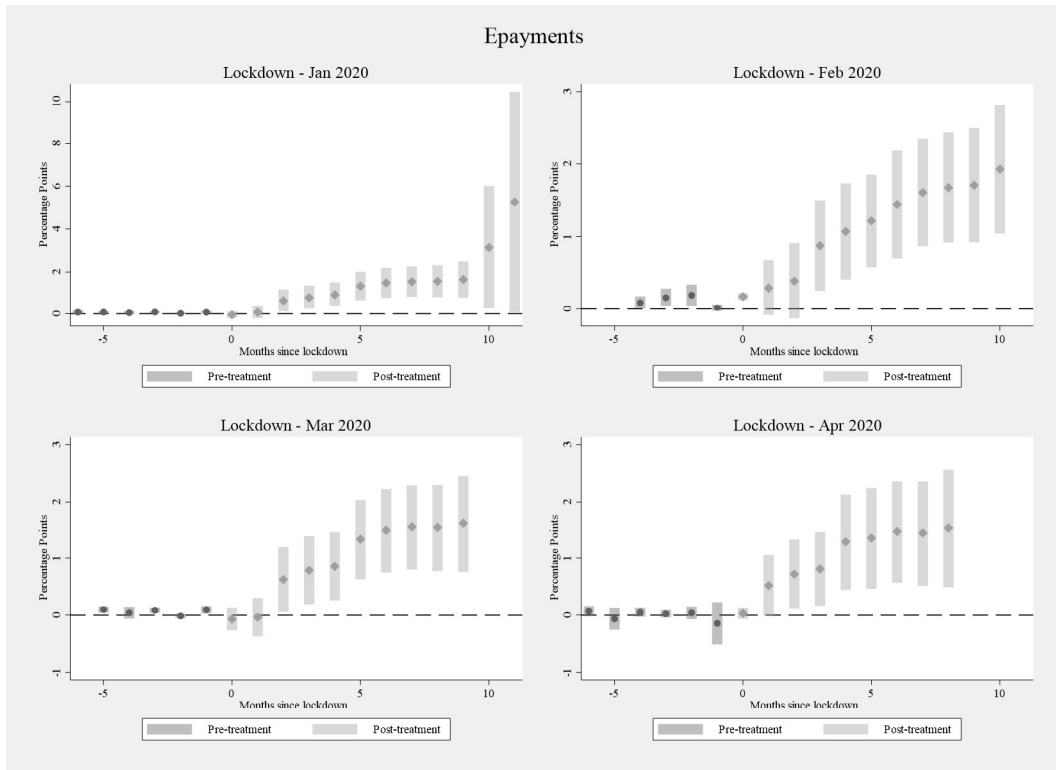 Epayments
Lockdown - Jan 2020
Percentage Points
10
8
6
4
2
0
-5 0 5 10
Months since lockdown
Pre-treatment Post-treatment
Lockdown - Feb 2020
Percentage Points
3
2
1
0
-5 0 5 10
Months since lockdown
Pre-treatment Post-treatment
Lockdown - Mar 2020
Percentage Points
3
2
1
0
-1
-5 0 5 10
Months since lockdown
Pre-treatment Post-treatment
Lockdown - Apr 2020
Percentage Points
3
2
1
0
-1
-5 0 5 10
Months since lockdown
Pre-treatment Post-treatment